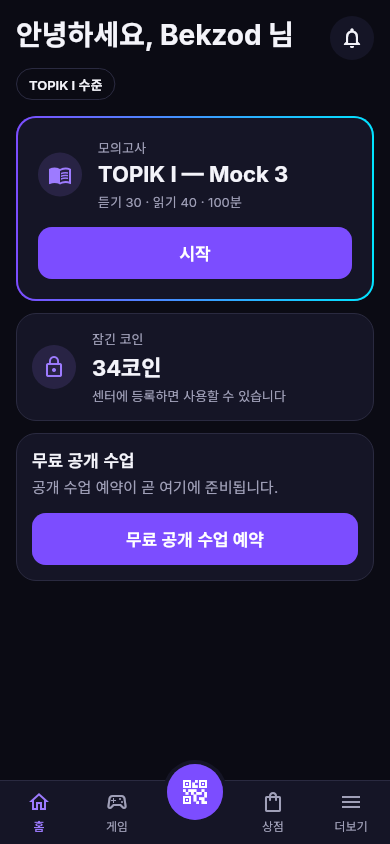 안녕하세요, Bekzod 님
TOPIK I 수준
모의고사
TOPIK I — Mock 3
듣기 30 · 읽기 40 · 100분
시작
잠긴 코인
34코인
센터에 등록하면 사용할 수 있습니다
무료 공개 수업
공개 수업 예약이 곧 여기에 준비됩니다.
무료 공개 수업 예약
홈
게임
상점
더보기